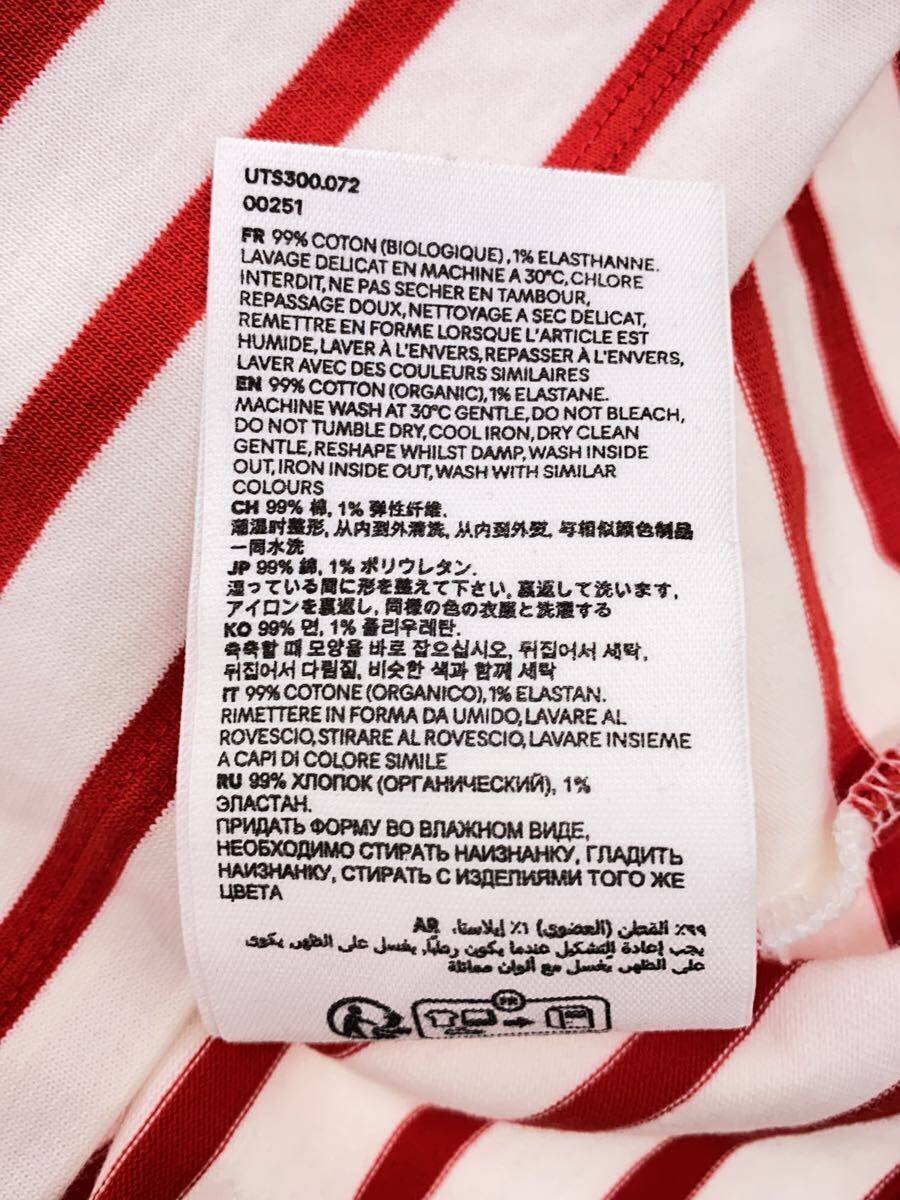 UTS300.072
00251
FR 99% COTON (BIOLOGIQUE), 1% ELASTHANNE.
LAVAGE DELICAT EN MACHINE A 30°C, CHLORE
INTERDIT, NE PAS SECHER EN TAMBOUR,
REPASSAGE DOUX, NETTOYAGE A SEC DELICAT,
REMETTRE EN FORME LORSQUE L'ARTICLE EST
HUMIDE, LAVER À L'ENVERS, REPASSER À L'ENVERS,
LAVER AVEC DES COULEURS SIMILAIRES
EN 99% COTTON (ORGANIC), 1% ELASTANE.
MACHINE WASH AT 30°C GENTLE, DO NOT BLEACH,
DO NOT TUMBLE DRY, COOL IRON, DRY CLEAN
GENTLE, RESHAPE WHILST DAMP, WASH INSIDE
OUT, IRON INSIDE OUT, WASH WITH SIMILAR
COLOURS
CH 99% 棉, 1% 弹性纤维.
潮湿时整形, 从内到外清洗, 从内到外熨, 与相似颜色制品
一同水洗
JP 99% 綿, 1% ポリウレタン.
湿っている間に形を整えて下さい, 裏返して洗います,
アイロンを裏返し, 同様の色の衣服と洗濯する
KO 99% 면, 1% 폴리우레탄.
축축할 때 모양을 바로 잡으십시오, 뒤집어서 세탁,
뒤집어서 다림질, 비슷한 색과 함께 세탁
IT 99% COTONE (ORGANICO), 1% ELASTAN.
RIMETTERE IN FORMA DA UMIDO, LAVARE AL
ROVESCIO, STIRARE AL ROVESCIO, LAVARE INSIEME
A CAPI DI COLORE SIMILE
RU 99% ХЛОПОК (ОРГАНИЧЕСКИЙ), 1%
ЭЛАСТАН.
ПРИДАТЬ ФОРМУ ВО ВЛАЖНОМ ВИДЕ,
НЕОБХОДИМО СТИРАТЬ НАИЗНАНКУ, ГЛАДИТЬ
НАИЗНАНКУ, СТИРАТЬ С ИЗДЕЛИЯМИ ТОГО ЖЕ
ЦВЕТА
AR .٩٩٪ القطن (العضوي) ١٪ إيلاستا
يجب إعادة التشكيل عندما يكون رطباً, يغسل على الظهر, يكوى
على الظهر, يغسل مع ألوان مماثلة
FR